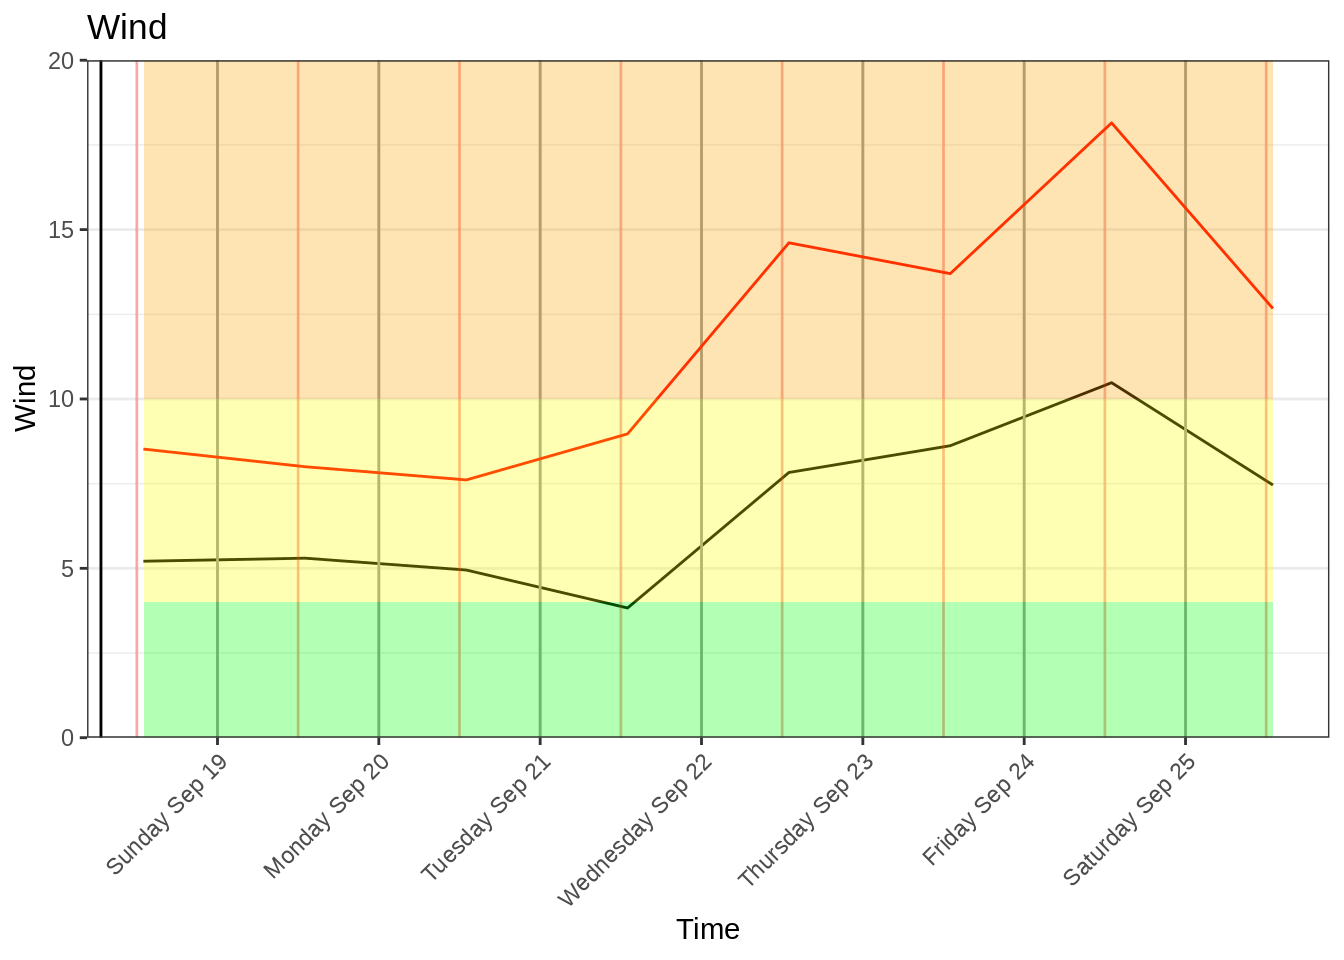 Wind
20
15
10
5
0
Wind
Sunday Sep 19
Monday Sep 20
Tuesday Sep 21
Wednesday Sep 22
Thursday Sep 23
Friday Sep 24
Saturday Sep 25
Time